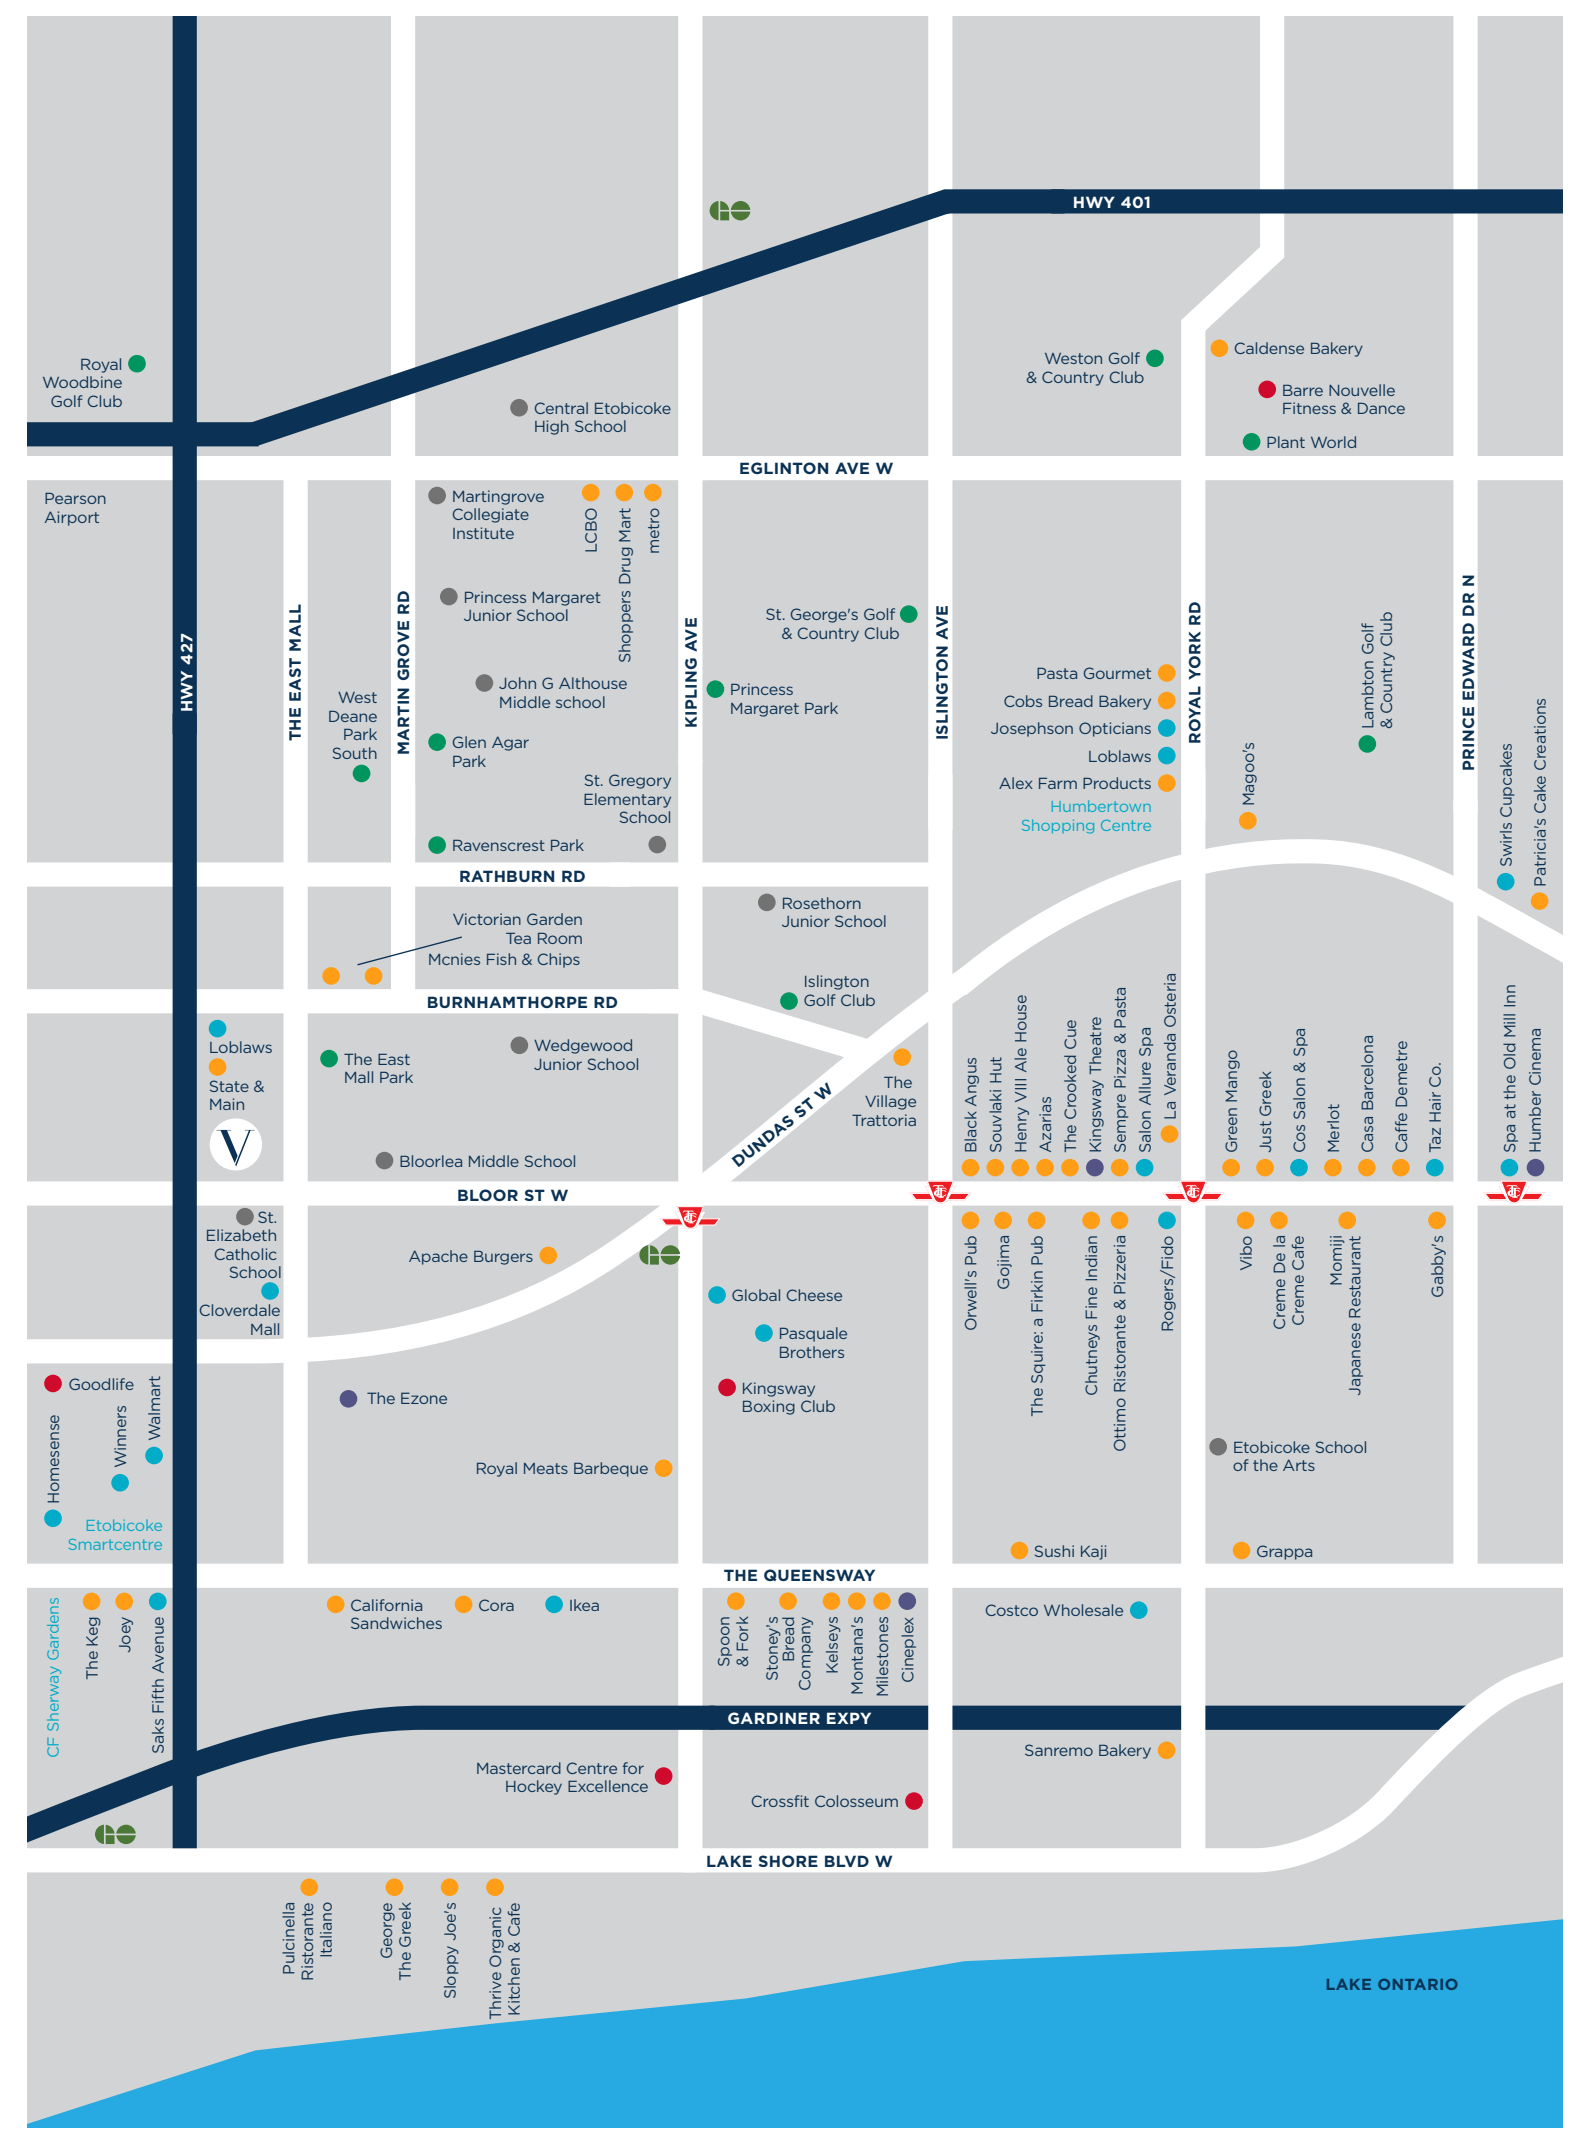 HWY 401
Royal
Woodbine
Golf Club
Central Etobicoke
High School
Weston Golf
& Country Club
Caldense Bakery
Barre Nouvelle
Fitness & Dance
Plant World
EGLINTON AVE W
Pearson
Airport
HWY 427
THE EAST MALL
MARTIN GROVE RD
KIPLING AVE
ISLINGTON AVE
ROYAL YORK RD
PRINCE EDWARD DR N
Martingrove
Collegiate
Institute
LCBO
Shoppers Drug Mart
metro
Princess Margaret
Junior School
John G Althouse
Middle school
West
Deane
Park
South
Glen Agar
Park
St. Gregory
Elementary
School
Ravenscrest Park
St. George's Golf
& Country Club
Princess
Margaret Park
Pasta Gourmet
Cobs Bread Bakery
Josephson Opticians
Loblaws
Alex Farm Products
Humbertown
Shopping Centre
Magoo's
Lambton Golf
& Country Club
Swirls Cupcakes
Patricia's Cake Creations
RATHBURN RD
Victorian Garden
Tea Room
Mcnies Fish & Chips
Rosethorn
Junior School
Islington
Golf Club
BURNHAMTHORPE RD
Loblaws
State &
Main
V
The East
Mall Park
Wedgewood
Junior School
Bloorlea Middle School
The
Village
Trattoria
DUNDAS ST W
Black Angus
Souvlaki Hut
Henry VIII Ale House
Azarias
The Crooked Cue
Kingsway Theatre
Sempre Pizza & Pasta
Salon Allure Spa
La Veranda Osteria
Green Mango
Just Greek
Cos Salon & Spa
Merlot
Casa Barcelona
Caffe Demetre
Taz Hair Co.
Spa at the Old Mill Inn
Humber Cinema
BLOOR ST W
TTC
TTC
TTC
TTC
St.
Elizabeth
Catholic
School
Cloverdale
Mall
Apache Burgers
GO
Global Cheese
Pasquale
Brothers
Kingsway
Boxing Club
Orwell's Pub
Gojima
The Squire: a Firkin Pub
Chutneys Fine Indian
Ottimo Ristorante & Pizzeria
Rogers/Fido
Vibo
Creme De la
Creme Cafe
Momiji
Japanese Restaurant
Gabby's
Goodlife
Homesense
Winners
Walmart
Etobicoke
Smartcentre
The Ezone
Royal Meats Barbeque
Etobicoke School
of the Arts
Sushi Kaji
Grappa
THE QUEENSWAY
CF Sherway Gardens
The Keg
Joey
Saks Fifth Avenue
California
Sandwiches
Cora
Ikea
Spoon
& Fork
Stoney's
Bread
Company
Kelseys
Montana's
Milestones
Cineplex
Costco Wholesale
GARDINER EXPY
Mastercard Centre for
Hockey Excellence
Crossfit Colosseum
Sanremo Bakery
GO
GO
LAKE SHORE BLVD W
Pulcinella
Ristorante
Italiano
George
The Greek
Sloppy Joe's
Thrive Organic
Kitchen & Cafe
LAKE ONTARIO